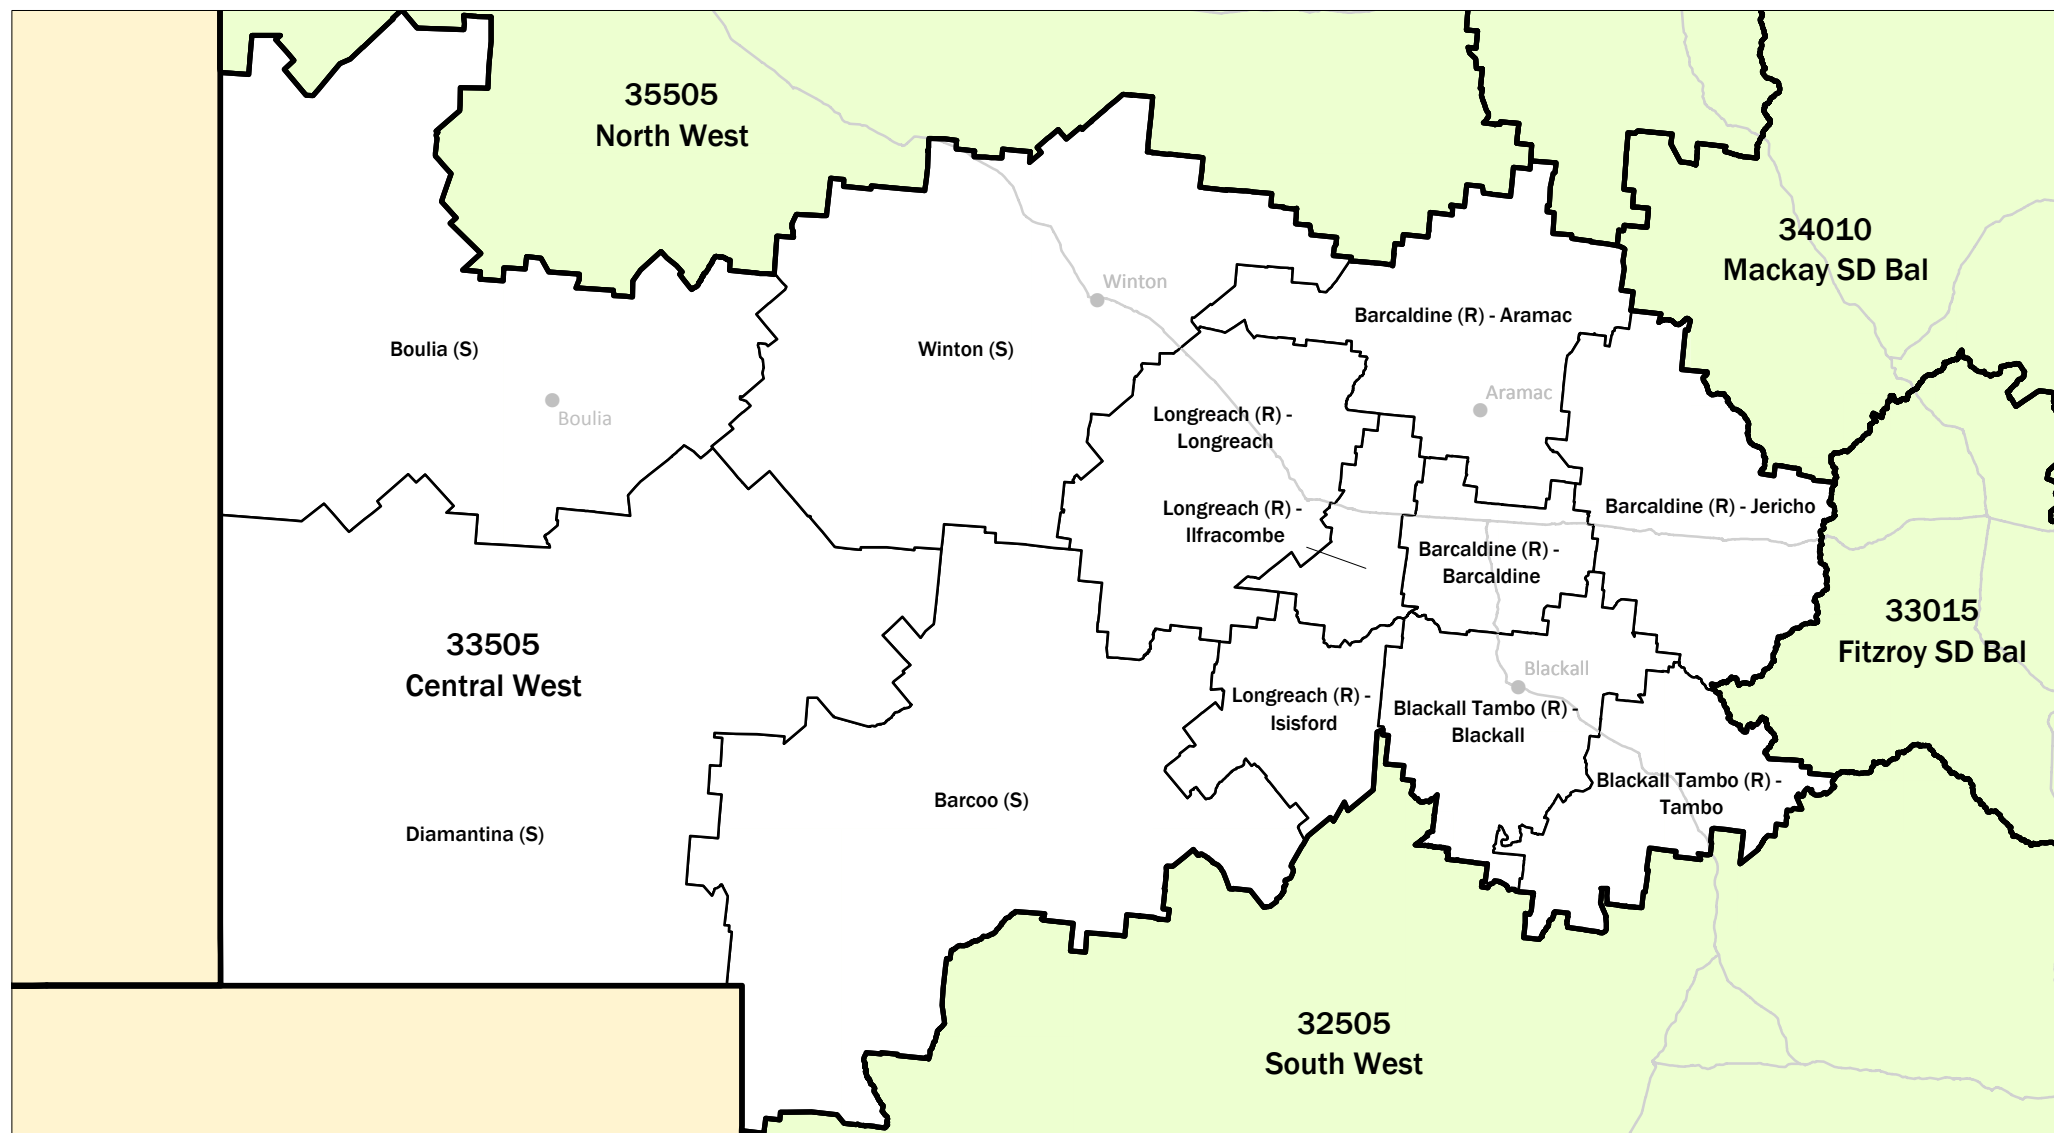 35505
North West
34010
Mackay SD Bal
Winton
Barcaldine (R) - Aramac
Boulia (S)
Winton (S)
Aramac
Boulia
Longreach (R) -
Longreach
Longreach (R) -
Ilfracombe
Barcaldine (R) - Jericho
Barcaldine (R) -
Barcaldine
33015
Fitzroy SD Bal
33505
Central West
Blackall
Longreach (R) -
Isisford
Blackall Tambo (R) -
Blackall
Blackall Tambo (R) -
Tambo
Barcoo (S)
Diamantina (S)
32505
South West